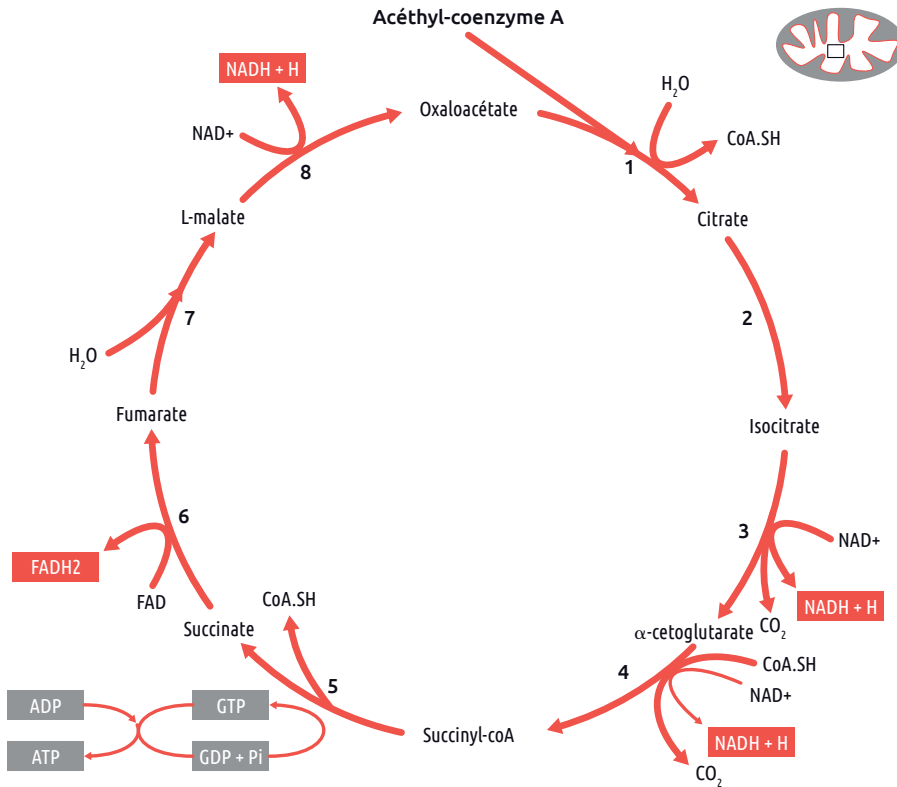 Acéthyl-coenzyme A
NADH + H
H₂O
Oxaloacétate
NAD+
CoA.SH
1
8
L-malate
Citrate
7
2
H₂O
Fumarate
Isocitrate
6
3
NAD+
FADH2
FAD
CoA.SH
NADH + H
Succinate
α-cetoglutarate
CO₂
4
CoA.SH
5
NAD+
ADP
GTP
Succinyl-coA
NADH + H
ATP
GDP + Pi
CO₂